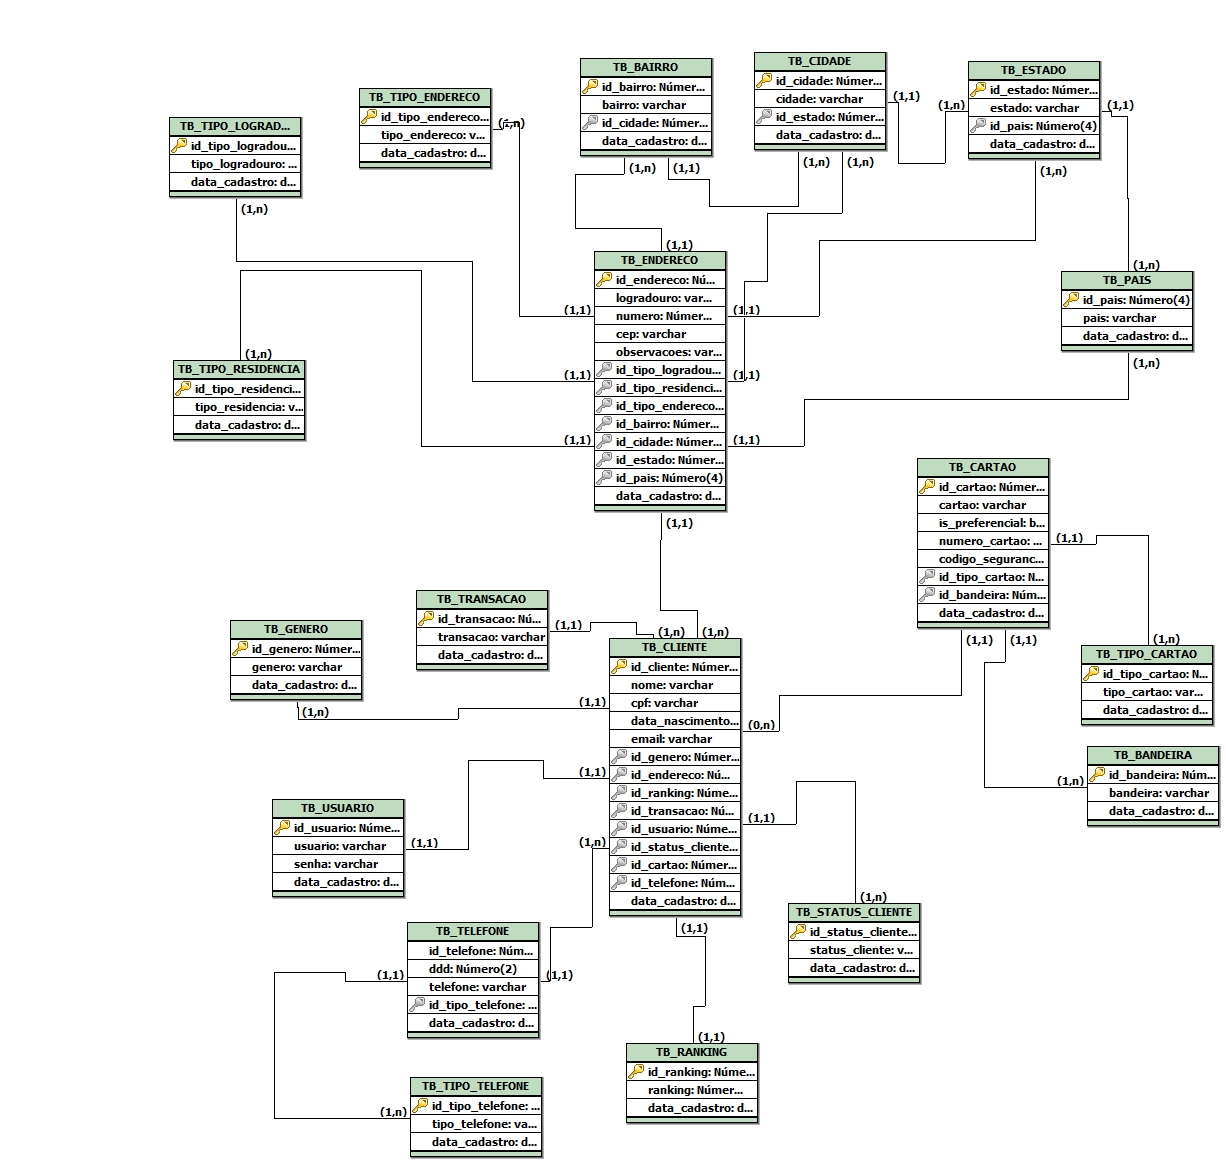 TB_TIPO_LOGRAD...
id_tipo_logradou...
tipo_logradouro: ...
data_cadastro: d...
(1,n)
TB_TIPO_ENDERECO
id_tipo_endereco...
tipo_endereco: v...
data_cadastro: d...
TB_BAIRRO
id_bairro: Númer...
bairro: varchar
id_cidade: Númer...
data_cadastro: d...
(1,n)
(1,1)
TB_CIDADE
id_cidade: Númer...
cidade: varchar
id_estado: Númer...
data_cadastro: d...
(1,1)
(1,n)
(1,n)
TB_ESTADO
id_estado: Númer...
estado: varchar
id_pais: Número(4)
data_cadastro: d...
(1,n)
(1,1)
(1,n)
TB_PAIS
id_pais: Número(4)
pais: varchar
data_cadastro: d...
(1,n)
(1,n)
TB_TIPO_RESIDENCIA
id_tipo_residenci...
tipo_residencia: v...
data_cadastro: d...
(1,n)
TB_ENDERECO
id_endereco: Nú...
logradouro: var...
numero: Númer...
cep: varchar
observacoes: var...
id_tipo_logradou...
id_tipo_residenci...
id_tipo_endereco...
id_bairro: Númer...
id_cidade: Númer...
id_estado: Númer...
id_pais: Número(4)
data_cadastro: d...
(1,1)
(1,1)
(1,1)
(1,1)
(1,1)
(1,1)
(1,1)
(1,1)
TB_CARTAO
id_cartao: Númer...
cartao: varchar
is_preferencial: b...
numero_cartao: ...
codigo_seguranc...
id_tipo_cartao: N...
id_bandeira: Núm...
data_cadastro: d...
(1,1)
(1,1)
(1,1)
TB_TIPO_CARTAO
id_tipo_cartao: N...
tipo_cartao: var...
data_cadastro: d...
(1,n)
TB_BANDEIRA
id_bandeira: Núm...
bandeira: varchar
data_cadastro: d...
(1,n)
TB_TRANSACAO
id_transacao: Nú...
transacao: varchar
data_cadastro: d...
(1,1)
TB_GENERO
id_genero: Númer...
genero: varchar
data_cadastro: d...
(1,n)
TB_CLIENTE
id_cliente: Númer...
nome: varchar
cpf: varchar
data_nascimento...
email: varchar
id_genero: Númer...
id_endereco: Nú...
id_ranking: Núme...
id_transacao: Nú...
id_usuario: Núme...
id_status_cliente...
id_cartao: Númer...
id_telefone: Núm...
data_cadastro: d...
(1,n)
(1,n)
(1,1)
(0,n)
(1,1)
(1,1)
(1,n)
(1,1)
TB_USUARIO
id_usuario: Núme...
usuario: varchar
senha: varchar
data_cadastro: d...
(1,1)
TB_STATUS_CLIENTE
id_status_cliente...
status_cliente: v...
data_cadastro: d...
(1,n)
TB_TELEFONE
id_telefone: Núm...
ddd: Número(2)
telefone: varchar
id_tipo_telefone: ...
data_cadastro: d...
(1,1)
(1,1)
TB_RANKING
id_ranking: Núme...
ranking: Númer...
data_cadastro: d...
(1,1)
TB_TIPO_TELEFONE
id_tipo_telefone: ...
tipo_telefone: va...
data_cadastro: d...
(1,n)